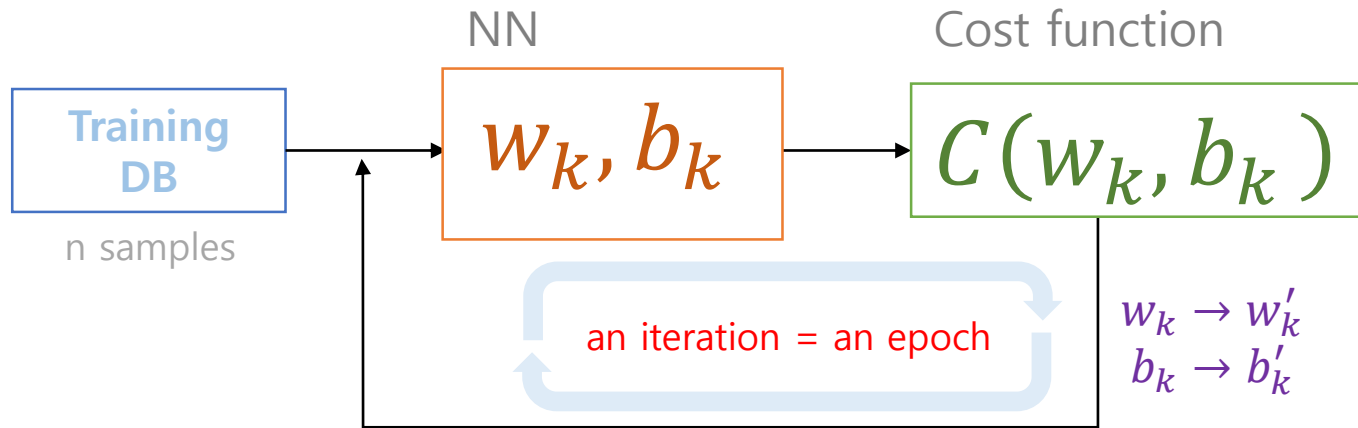 NN
Cost function
Training
DB
w_k, b_k
C(w_k, b_k)
n samples
an iteration = an epoch
w_k → w'_k
b_k → b'_k